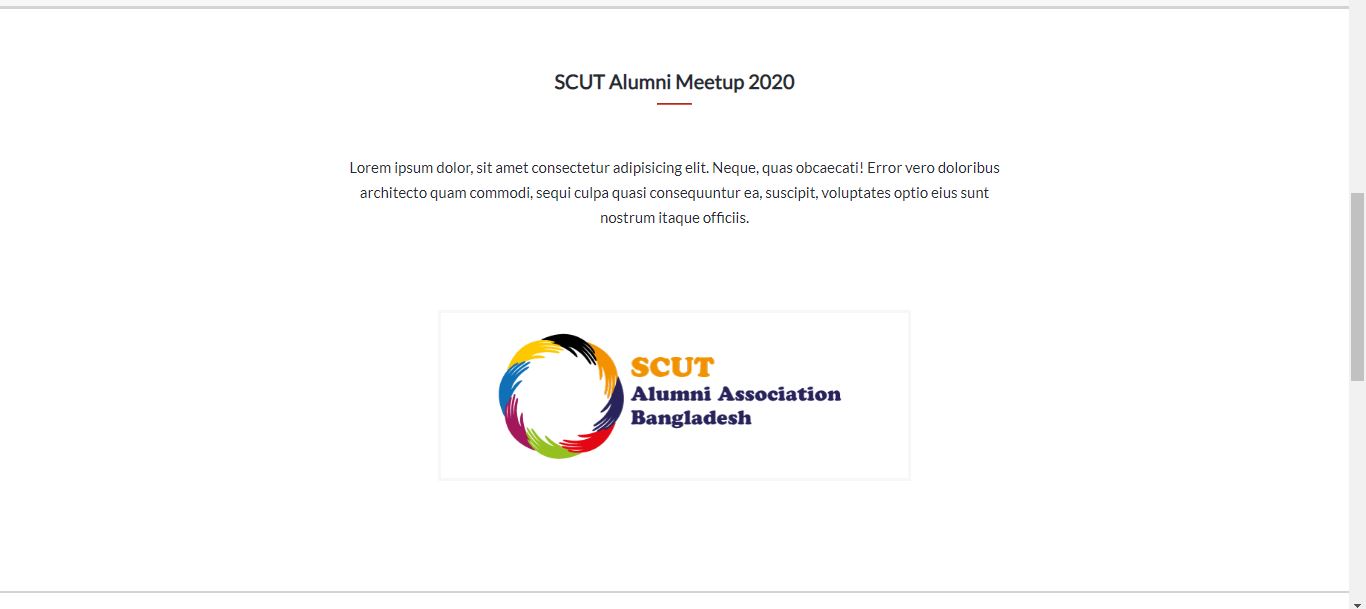 SCUT Alumni Meetup 2020
Lorem ipsum dolor, sit amet consectetur adipisicing elit. Neque, quas obcaecati! Error vero doloribus
architecto quam commodi, sequi culpa quasi consequuntur ea, suscipit, voluptates optio eius sunt
nostrum itaque officiis.
SCUT
Alumni Association
Bangladesh